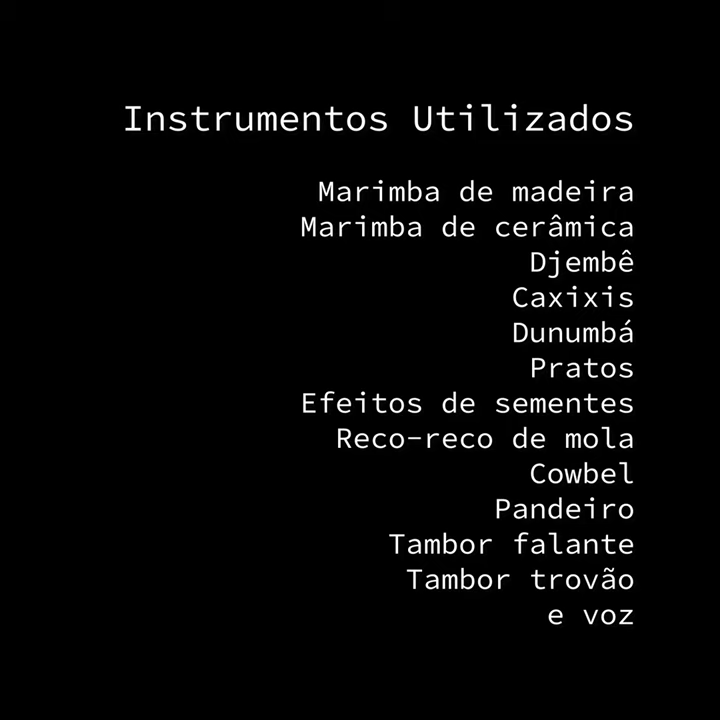 Instrumentos Utilizados
Marimba de madeira
Marimba de cerâmica
Djembê
Caxixis
Dunumbá
Pratos
Efeitos de sementes
Reco-reco de mola
Cowbel
Pandeiro
Tambor falante
Tambor trovão
e voz